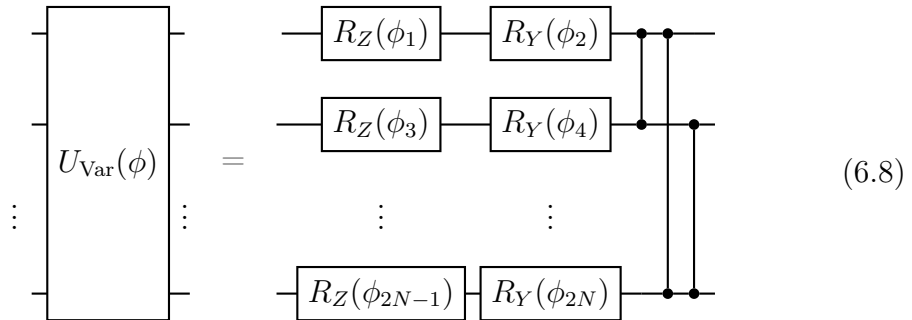 R_Z(ϕ_1) R_Y(ϕ_2)
R_Z(ϕ_3) R_Y(ϕ_4)
U_Var(ϕ) = (6.8)
⋮ ⋮ ⋮ ⋮
R_Z(ϕ_{2N−1}) R_Y(ϕ_{2N})